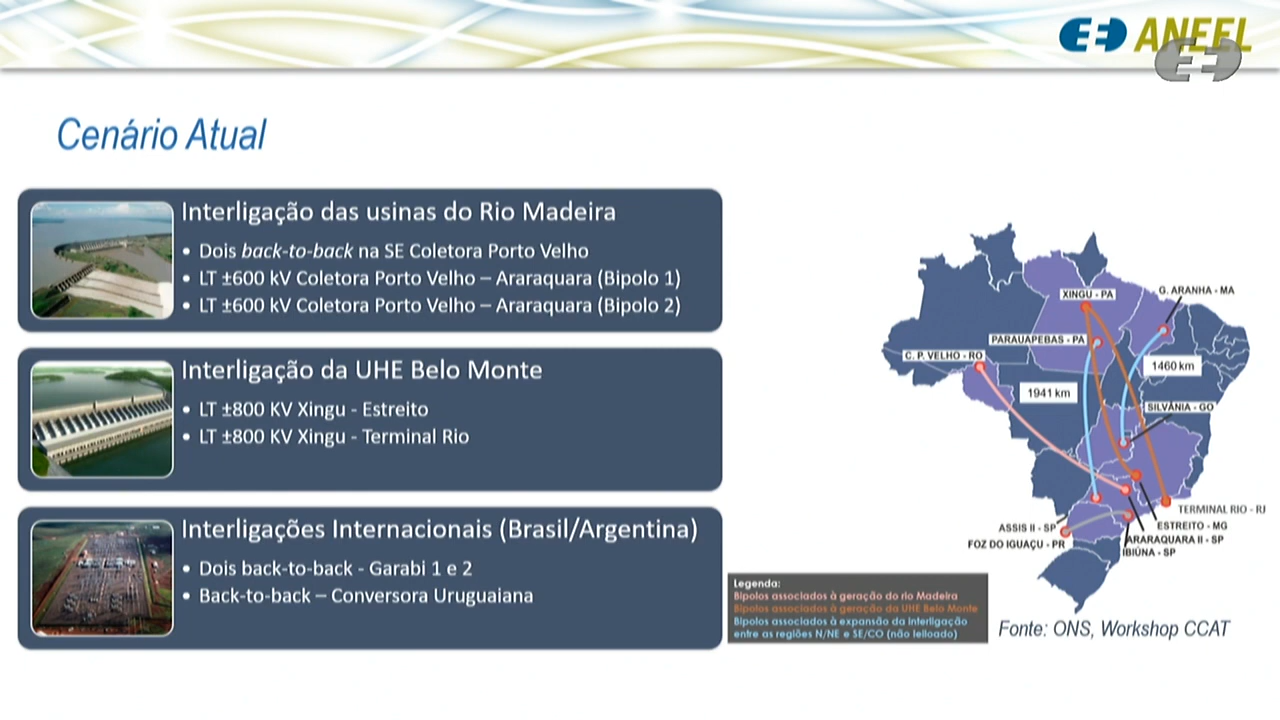 ANEEL
Cenário Atual
Interligação das usinas do Rio Madeira
• Dois back-to-back na SE Coletora Porto Velho
• LT ±600 kV Coletora Porto Velho – Araraquara (Bipolo 1)
• LT ±600 kV Coletora Porto Velho – Araraquara (Bipolo 2)
Interligação da UHE Belo Monte
• LT ±800 KV Xingu - Estreito
• LT ±800 KV Xingu - Terminal Rio
Interligações Internacionais (Brasil/Argentina)
• Dois back-to-back - Garabi 1 e 2
• Back-to-back – Conversora Uruguaiana
XINGU - PA
G. ARANHA - MA
PARAUAPEBAS - PA
C. P. VELHO - RO
1460 km
1941 km
SILVÂNIA - GO
TERMINAL RIO - RJ
ASSIS II - SP
ESTREITO - MG
FOZ DO IGUAÇU - PR
ARARAQUARA II - SP
IBIÚNA - SP
Legenda:
Bipolos associados à geração do rio Madeira
Bipolos associados à geração da UHE Belo Monte
Bipolos associados à expansão da interligação
entre as regiões N/NE e SE/CO (não leiloado)
Fonte: ONS, Workshop CCAT